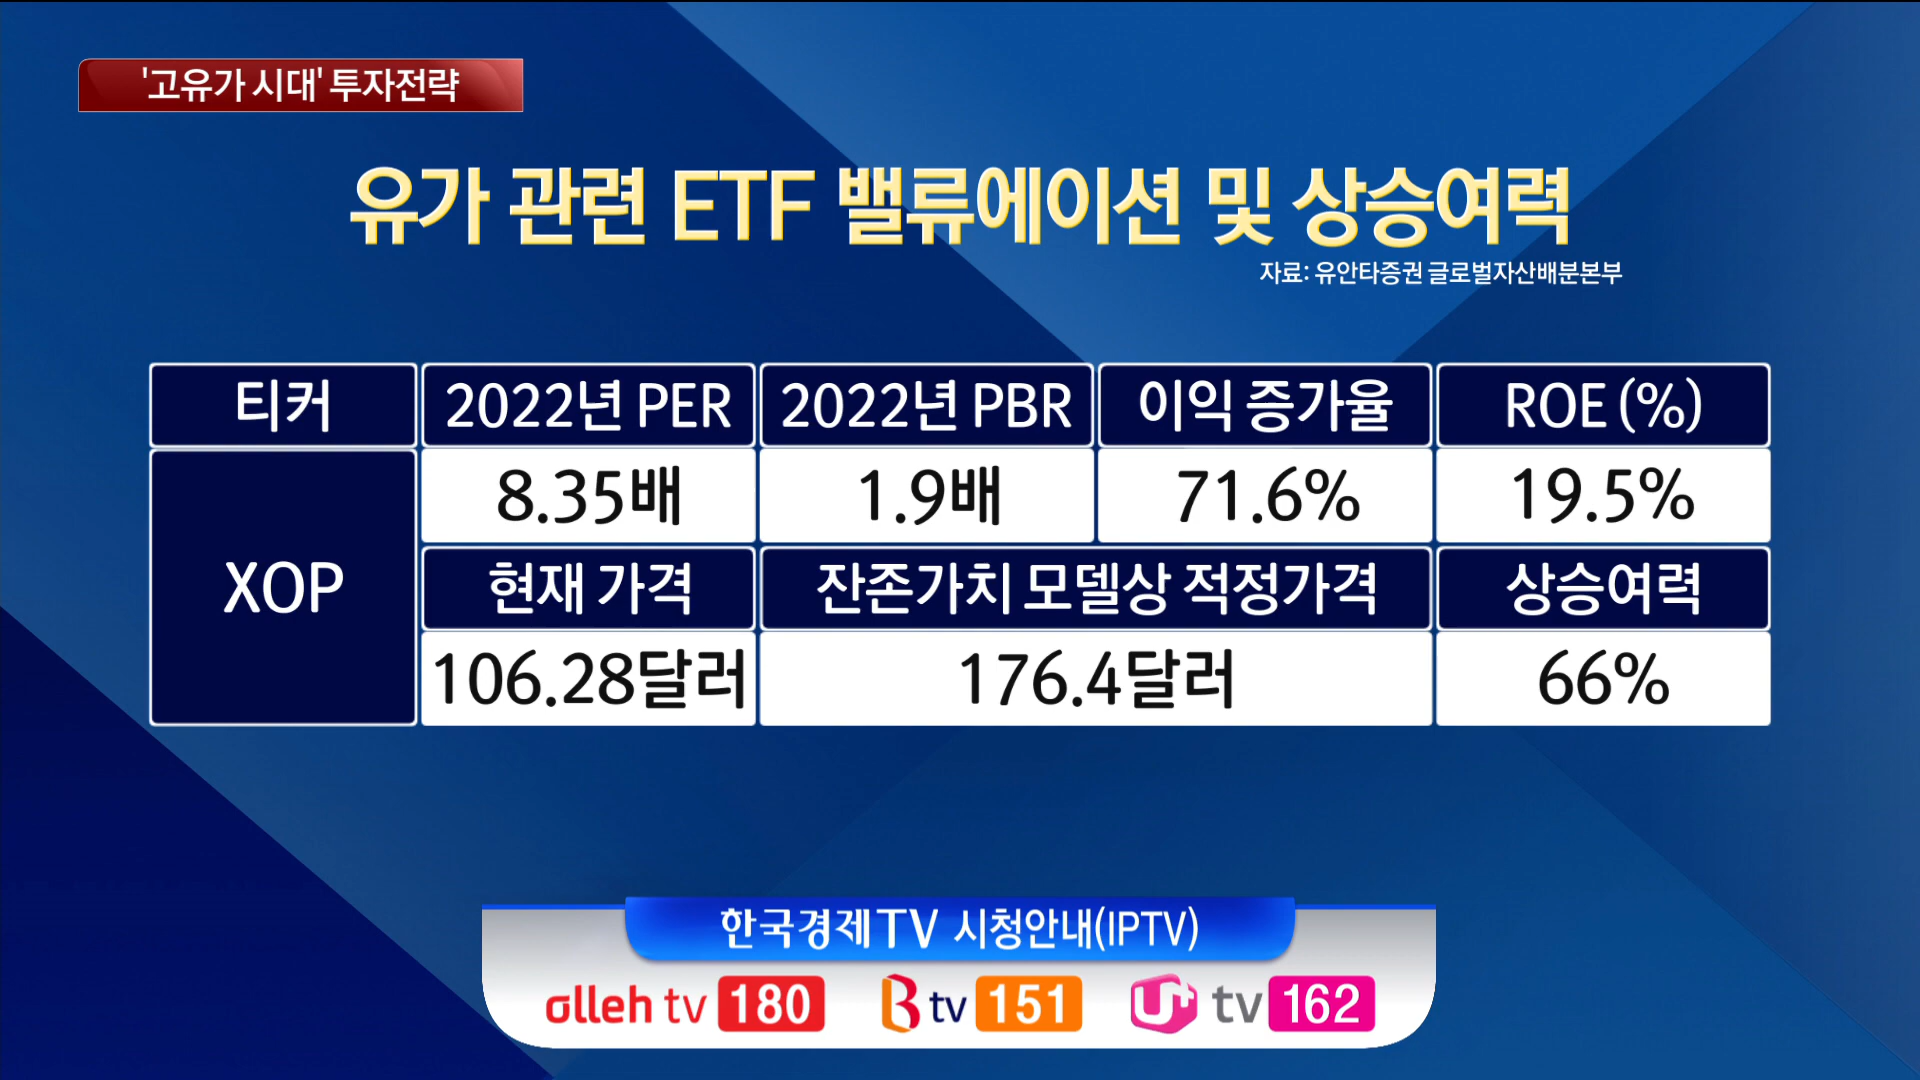 '고유가 시대' 투자전략
유가 관련 ETF 밸류에이션 및 상승여력
자료: 유안타증권 글로벌자산배분본부
티커 2022년 PER 2022년 PBR 이익 증가율 ROE (%)
XOP 8.35배 1.9배 71.6% 19.5%
현재 가격 잔존가치 모델상 적정가격 상승여력
106.28달러 176.4달러 66%
한국경제TV 시청안내(IPTV)
olleh tv 180 B tv 151 U+ tv 162